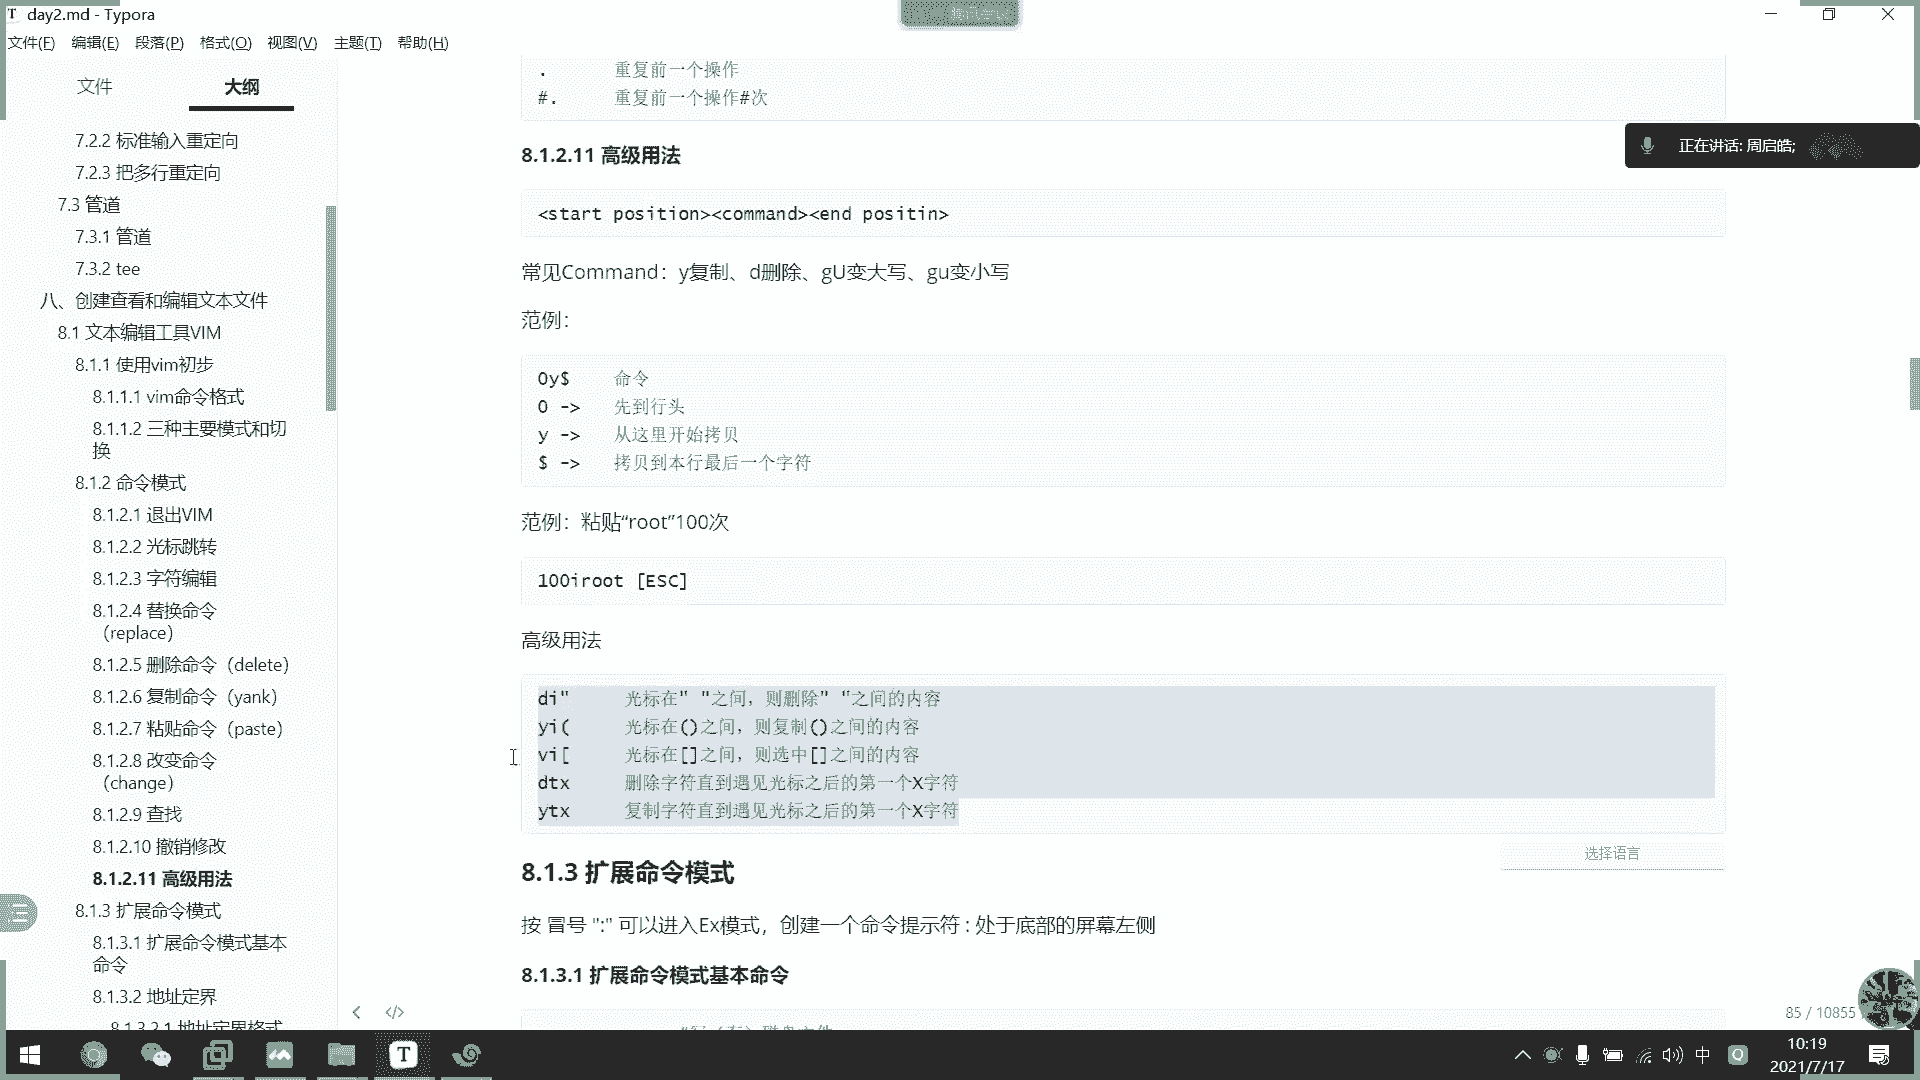 day2.md - Typora
文件(F) 编辑(E) 段落(P) 格式(O) 视图(V) 主题(T) 帮助(H)
文件 大纲
7.2.2 标准输入重定向
7.2.3 把多行重定向
7.3 管道
7.3.1 管道
7.3.2 tee
八、创建查看和编辑文本文件
8.1 文本编辑工具VIM
8.1.1 使用vim初步
8.1.1.1 vim命令格式
8.1.1.2 三种主要模式和切
换
8.1.2 命令模式
8.1.2.1 退出VIM
8.1.2.2 光标跳转
8.1.2.3 字符编辑
8.1.2.4 替换命令
（replace）
8.1.2.5 删除命令（delete）
8.1.2.6 复制命令（yank）
8.1.2.7 粘贴命令（paste）
8.1.2.8 改变命令
（change）
8.1.2.9 查找
8.1.2.10 撤销修改
8.1.2.11 高级用法
8.1.3 扩展命令模式
8.1.3.1 扩展命令模式基本
命令
8.1.3.2 地址定界
8.1.3.2.1 地址定界格式
. 重复前一个操作
#. 重复前一个操作#次
8.1.2.11 高级用法
<start position><command><end positin>
常见Command：y复制、d删除、gU变大写、gu变小写
范例：
0y$ 命令
0 -> 先到行头
y -> 从这里开始拷贝
$ -> 拷贝到本行最后一个字符
范例：粘贴“root”100次
100iroot [ESC]
高级用法
di" 光标在" "之间，则删除" "之间的内容
yi( 光标在()之间，则复制()之间的内容
vi[ 光标在[]之间，则选中[]之间的内容
dtx 删除字符直到遇见光标之后的第一个X字符
ytx 复制字符直到遇见光标之后的第一个X字符
选择语言
8.1.3 扩展命令模式
按 冒号 ":" 可以进入Ex模式，创建一个命令提示符 : 处于底部的屏幕左侧
8.1.3.1 扩展命令模式基本命令
正在讲话: 周启皓;
85 / 10855
中
10:19
2021/7/17